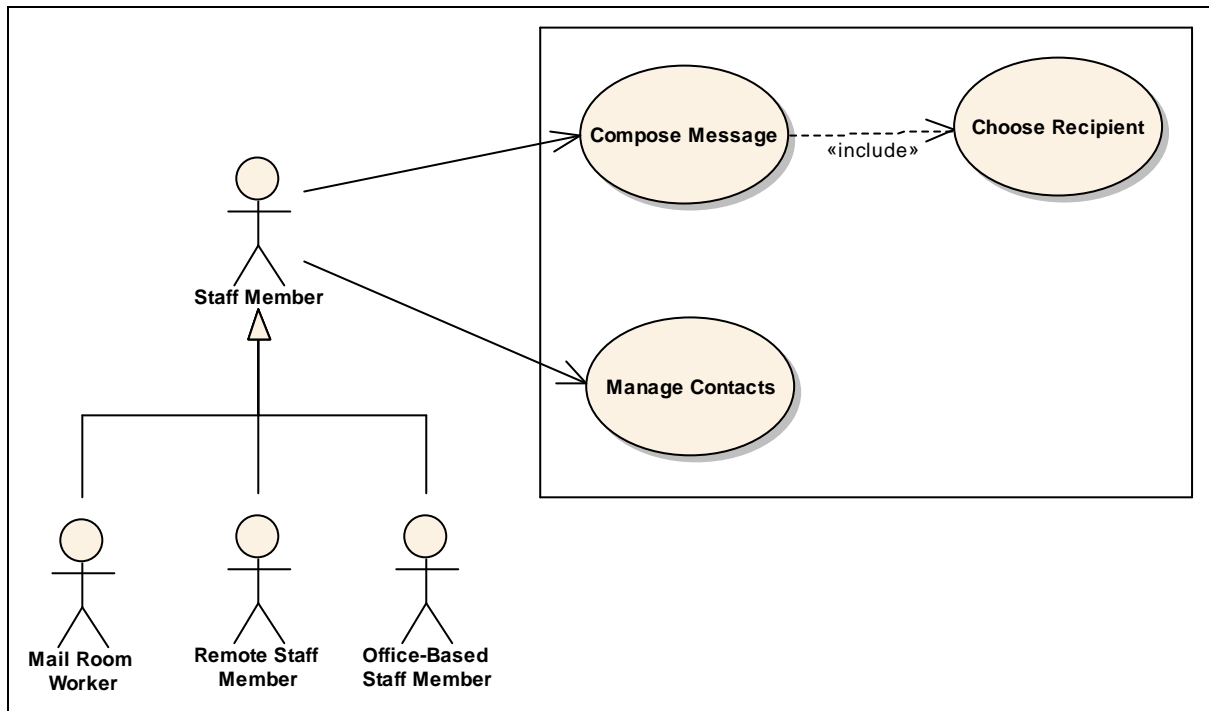 Compose Message
Choose Recipient
«include»
Staff Member
Manage Contacts
Mail Room
Worker
Remote Staff
Member
Office-Based
Staff Member